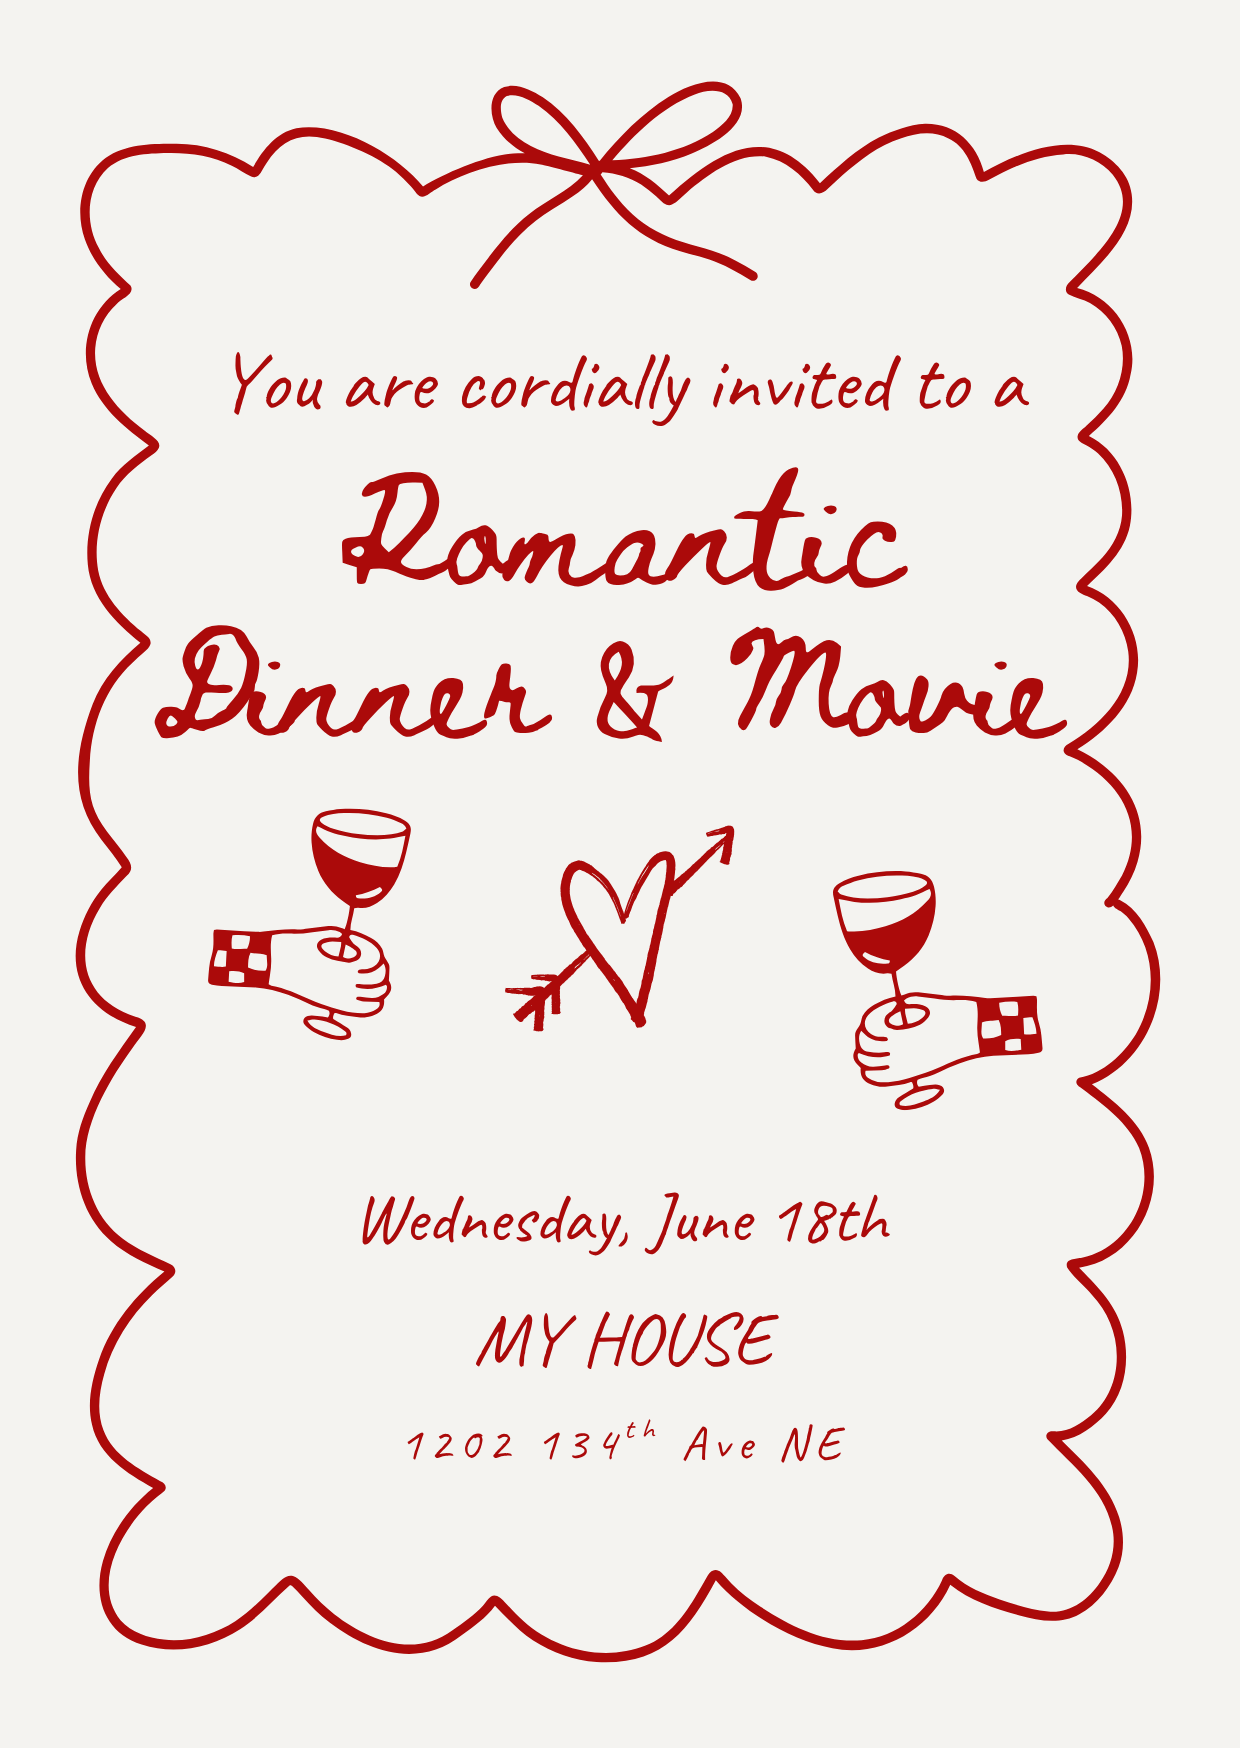 You are cordially invited to a
Romantic
Dinner & Movie
Wednesday, June 18th
MY HOUSE
1202 134th Ave NE